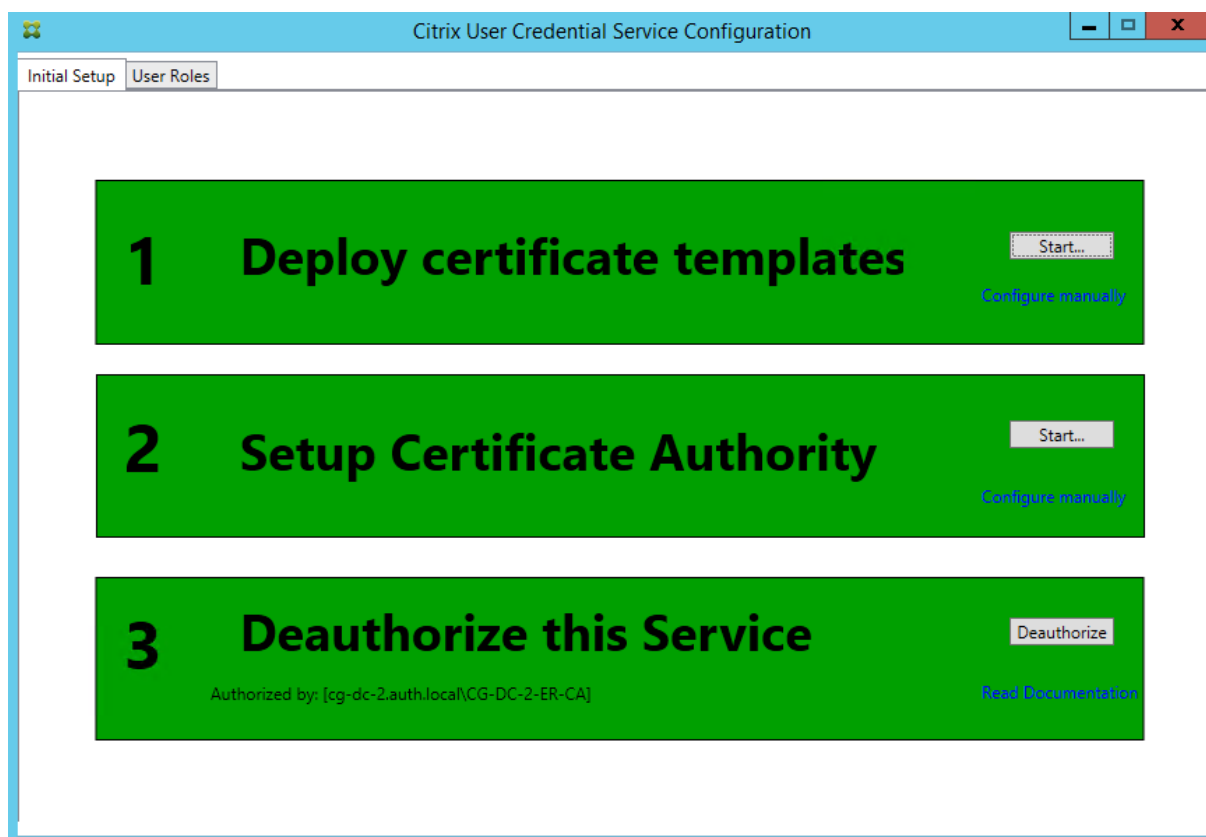 Citrix User Credential Service Configuration
x
Initial Setup
User Roles
1
Deploy certificate templates
Start...
Configure manually
2
Setup Certificate Authority
Start...
Configure manually
3
Deauthorize this Service
Deauthorize
Authorized by: [cg-dc-2.auth.local\CG-DC-2-ER-CA]
Read Documentation